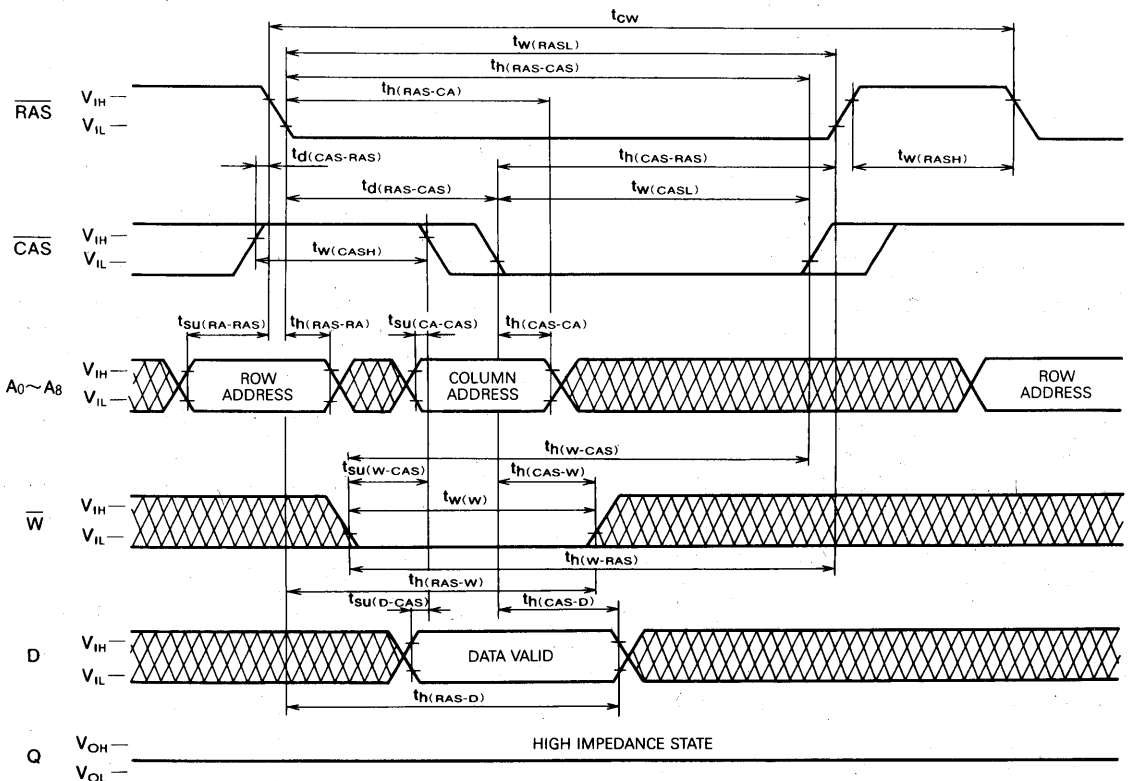 tCW
tW(RASL)
th(RAS-CAS)
th(RAS-CA)
RAS
VIH
VIL
td(CAS-RAS)
th(CAS-RAS)
tW(RASH)
td(RAS-CAS)
tW(CASL)
CAS
VIH
VIL
tW(CASH)
tsu(RA-RAS)
th(RAS-RA)
tsu(CA-CAS)
th(CAS-CA)
A0~A8
VIH
VIL
ROW
ADDRESS
COLUMN
ADDRESS
ROW
ADDRESS
th(W-CAS)
tsu(W-CAS)
th(CAS-W)
W
VIH
VIL
tW(W)
th(W-RAS)
th(RAS-W)
tsu(D-CAS)
th(CAS-D)
D
VIH
VIL
DATA VALID
th(RAS-D)
Q
VOH
VOL
HIGH IMPEDANCE STATE